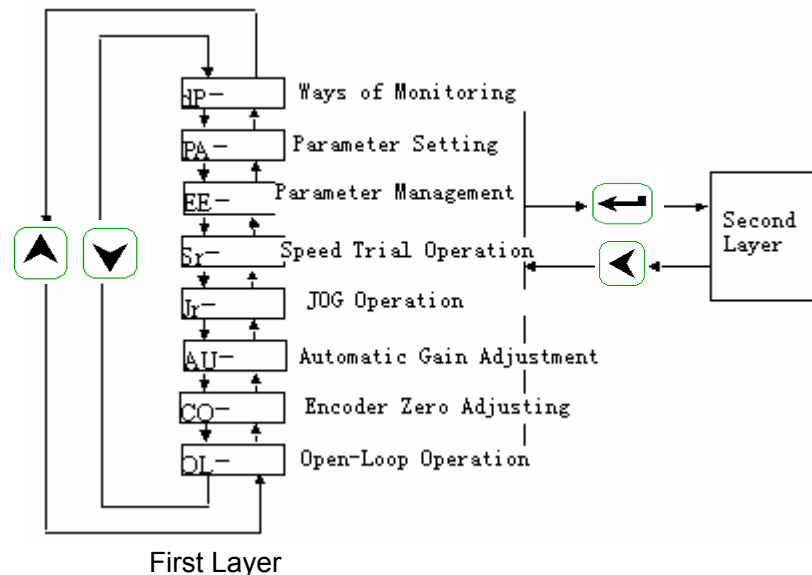 dP- Ways of Monitoring
PA- Parameter Setting
EE- Parameter Management
Sr- Speed Trial Operation
Jr- JOG Operation
AU- Automatic Gain Adjustment
CO- Encoder Zero Adjusting
OL- Open-Loop Operation
Second
Layer
First Layer